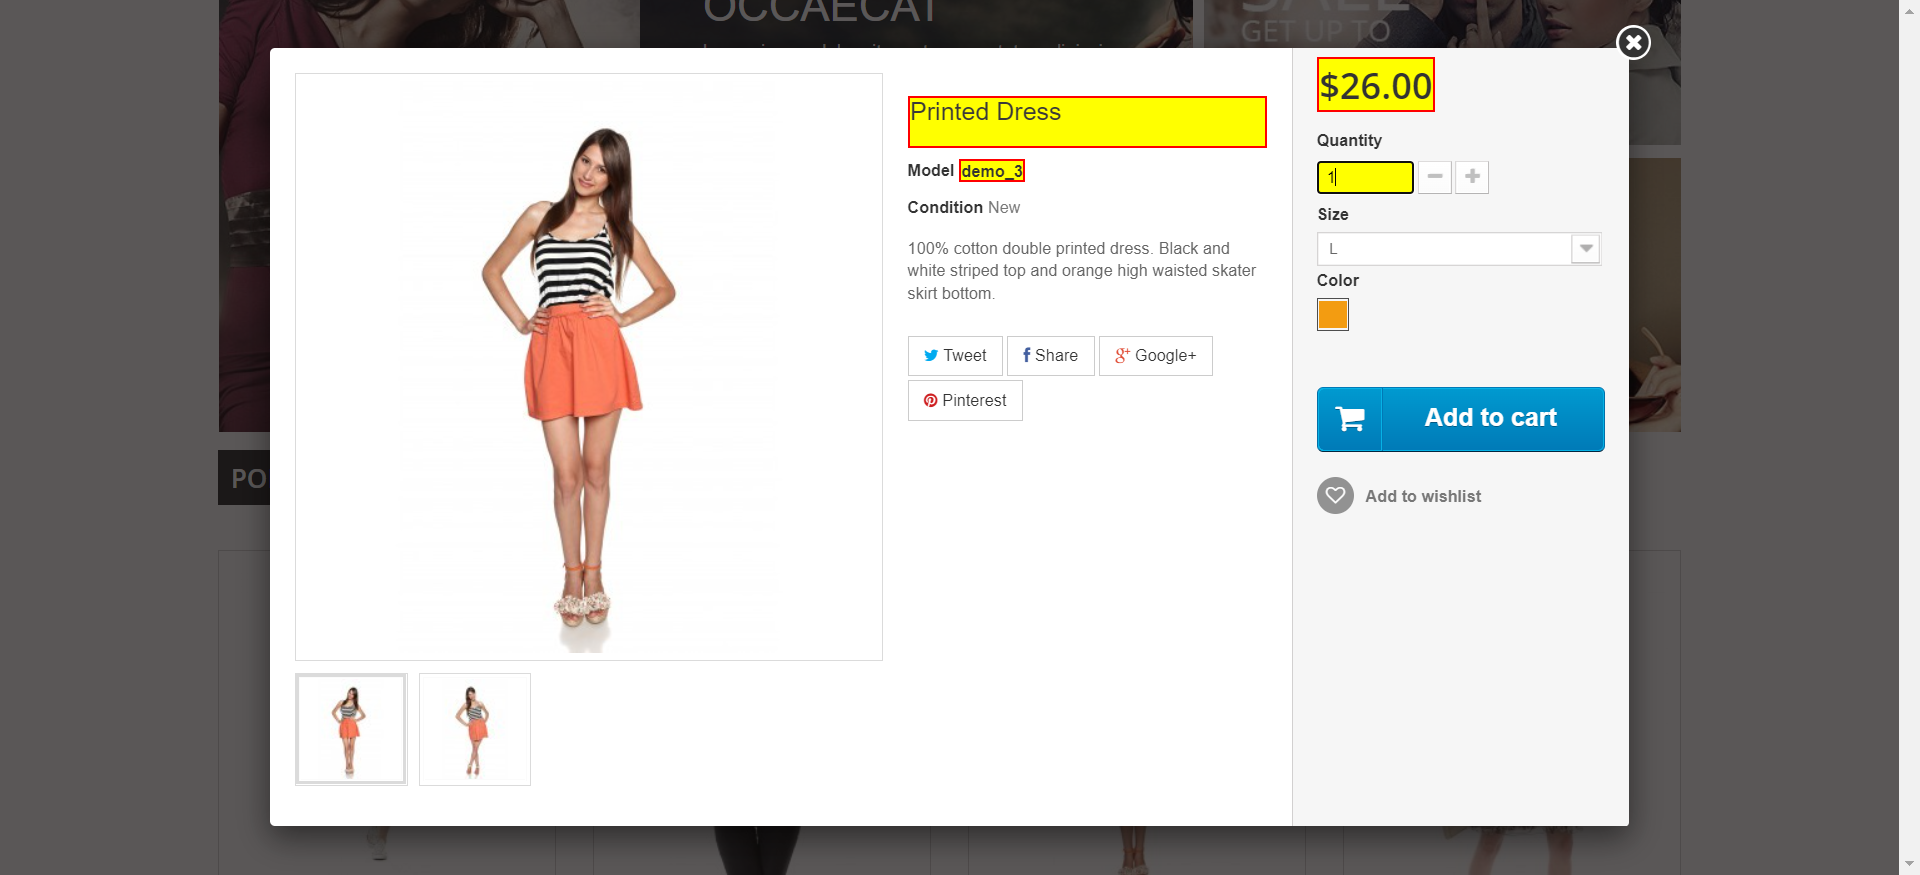 OCCAECAT
SALE
GET UP TO
$26.00
Printed Dress
Model demo_3
Condition New
100% cotton double printed dress. Black and
white striped top and orange high waisted skater
skirt bottom.
Tweet
Share
Google+
Pinterest
Quantity
1
Size
L
Color
Add to cart
Add to wishlist
PO